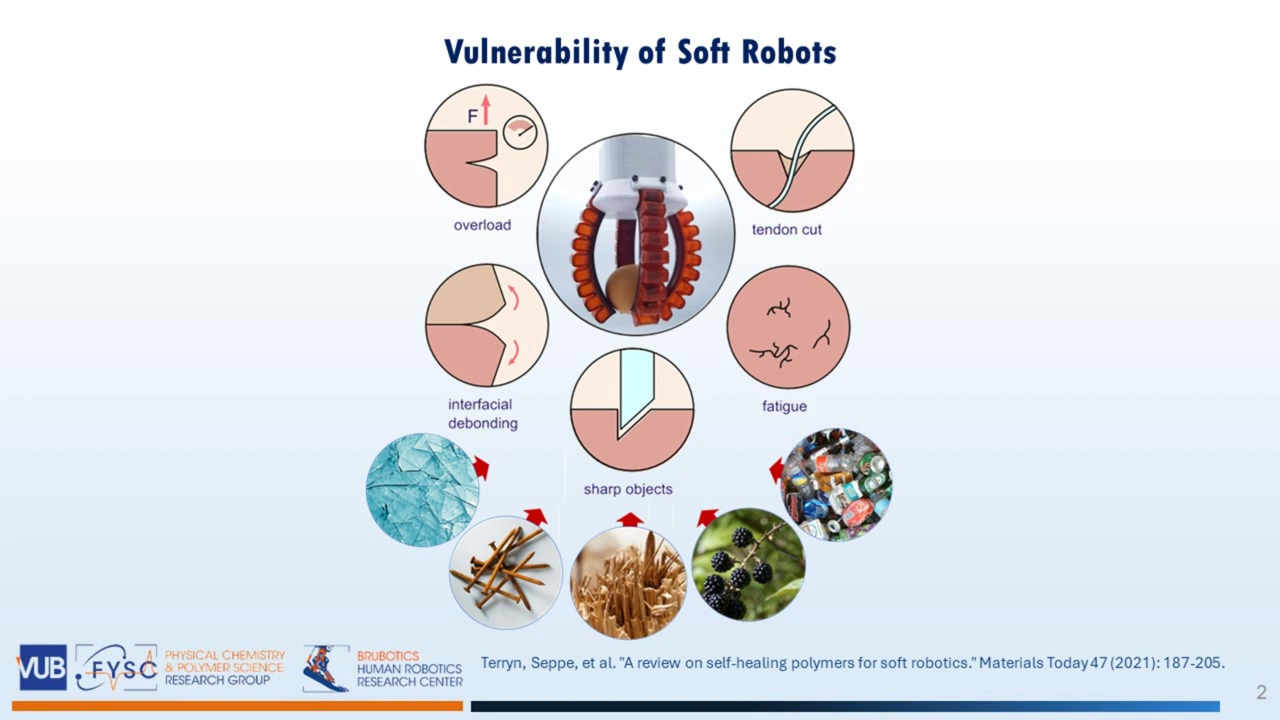 Vulnerability of Soft Robots
F
overload
tendon cut
interfacial
debonding
fatigue
sharp objects
VUB
FYSC
PHYSICAL CHEMISTRY
& POLYMER SCIENCE
RESEARCH GROUP
BRUBOTICS
HUMAN ROBOTICS
RESEARCH CENTER
Terryn, Seppe, et al. "A review on self-healing polymers for soft robotics." Materials Today 47 (2021): 187-205.
2